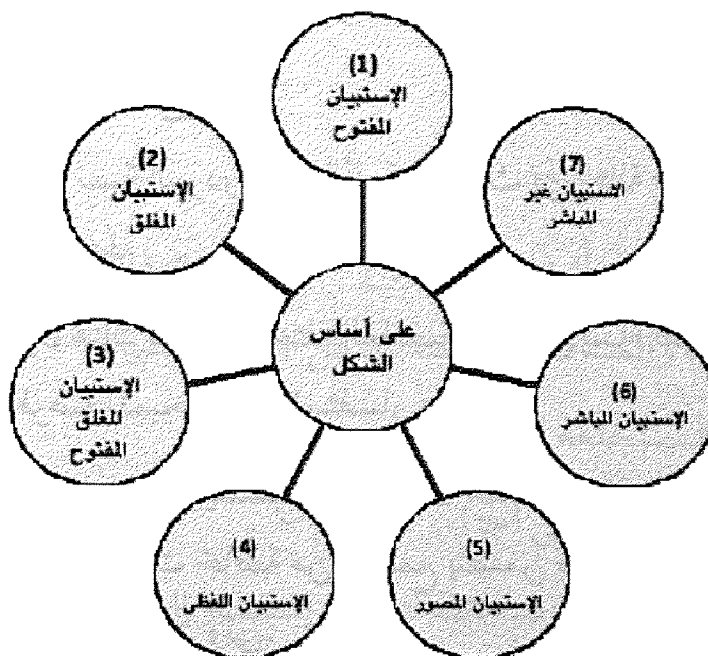 (1)
الإستبيان
المفتوح
(2)
الإستبيان
المغلق
(3)
الإستبيان
المغلق
المفتوح
(4)
الإستبيان اللفظى
(5)
الإستبيان المصور
(6)
الإستبيان المباشر
(7)
الاستبيان غير
المباشر
على أساس
الشكل